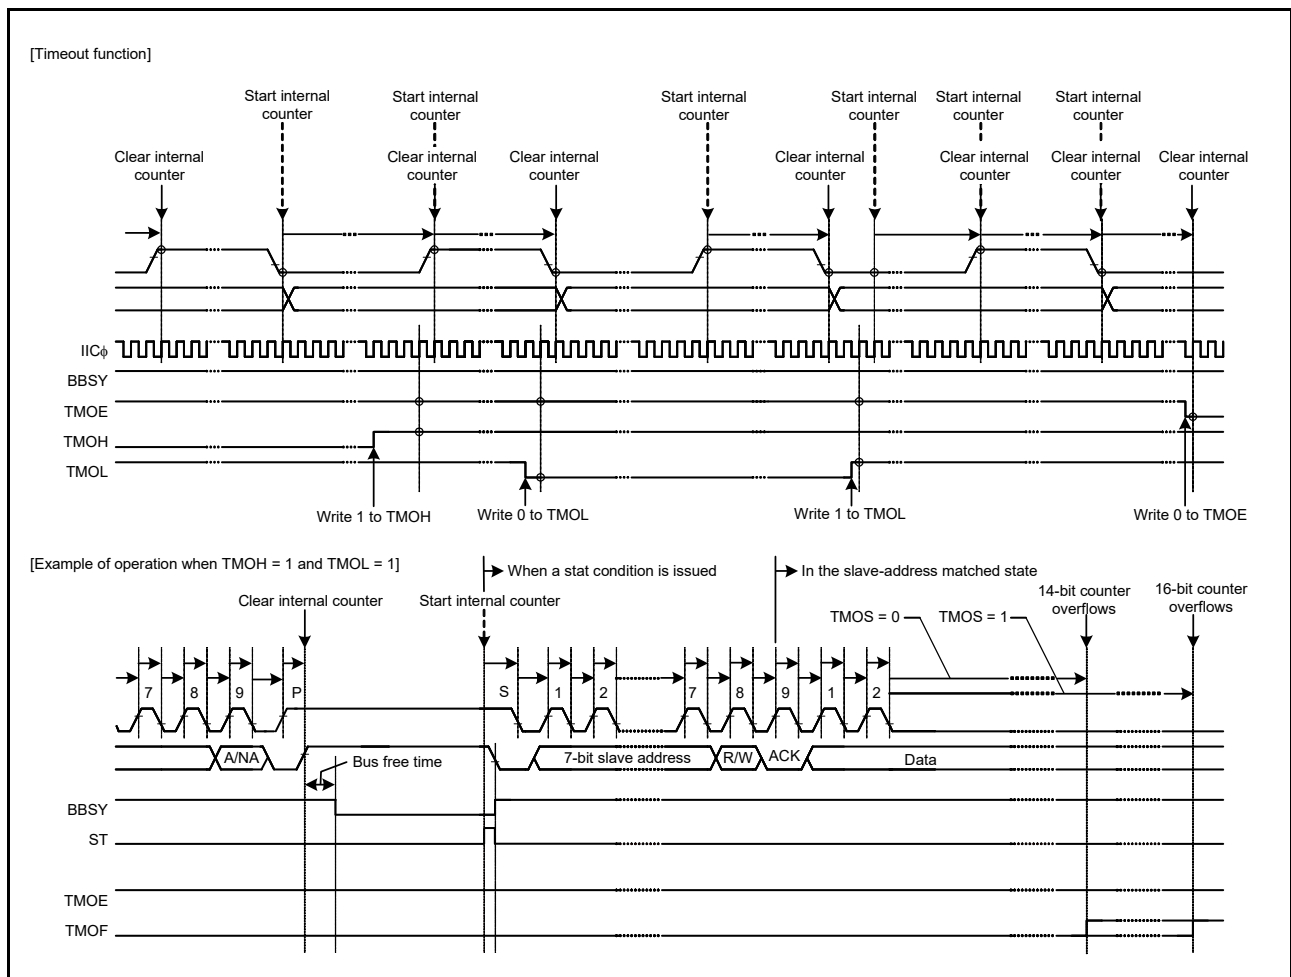 [Timeout function]
Start internal
counter
Start internal
counter
Start internal
counter
Start internal
counter
Start internal
counter
Start internal
counter
Clear internal
counter
Clear internal
counter
Clear internal
counter
Clear internal
counter
Clear internal
counter
Clear internal
counter
Clear internal
counter
IICϕ
BBSY
TMOE
TMOH
TMOL
Write 1 to TMOH
Write 0 to TMOL
Write 1 to TMOL
Write 0 to TMOE
[Example of operation when TMOH = 1 and TMOL = 1]
When a stat condition is issued
In the slave-address matched state
Clear internal counter
Start internal counter
TMOS = 0
TMOS = 1
14-bit counter
overflows
16-bit counter
overflows
7 8 9 P S 1 2 7 8 9 1 2
A/NA
Bus free time
7-bit slave address
R/W
ACK
Data
BBSY
ST
TMOE
TMOF